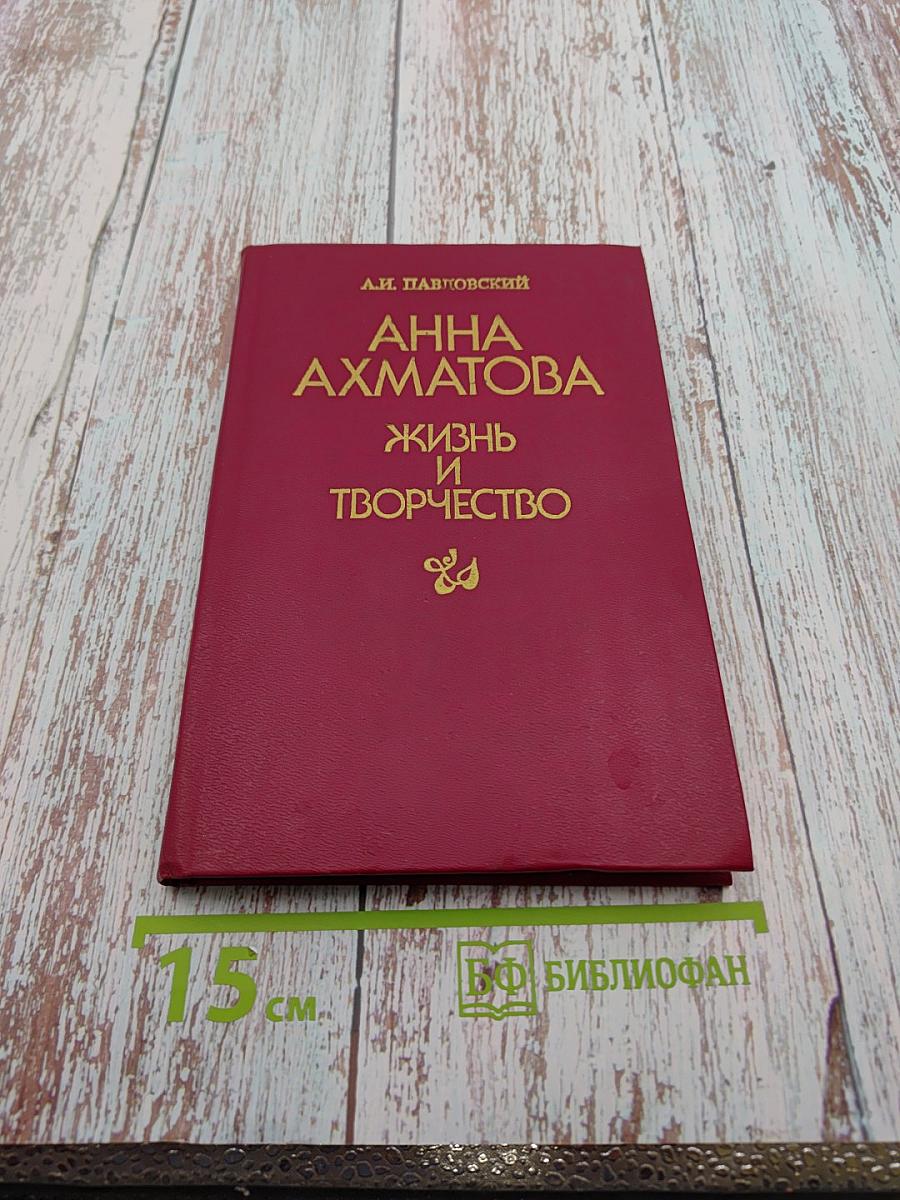 А.И. ПАВЛОВСКИЙ
АННА
АХМАТОВА
ЖИЗНЬ
И
ТВОРЧЕСТВО
15 см
БФ БИБЛИОФАН